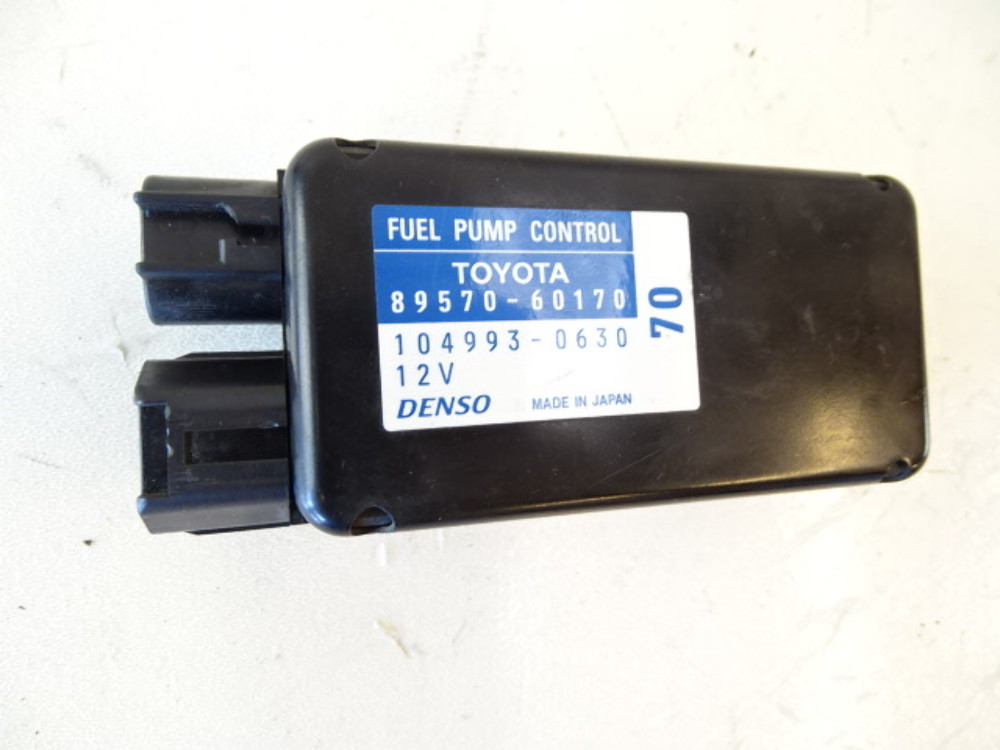 FUEL PUMP CONTROL
TOYOTA
89570-60170
104993-0630
12V
DENSO MADE IN JAPAN
70